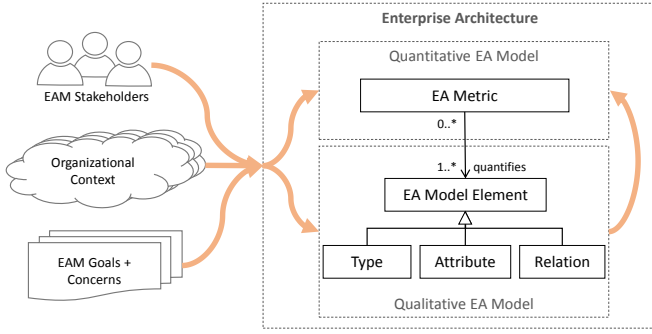 Enterprise Architecture
EAM Stakeholders
Organizational
Context
EAM Goals +
Concerns
Quantitative EA Model
EA Metric
0..*
1..* quantifies
EA Model Element
Type
Attribute
Relation
Qualitative EA Model